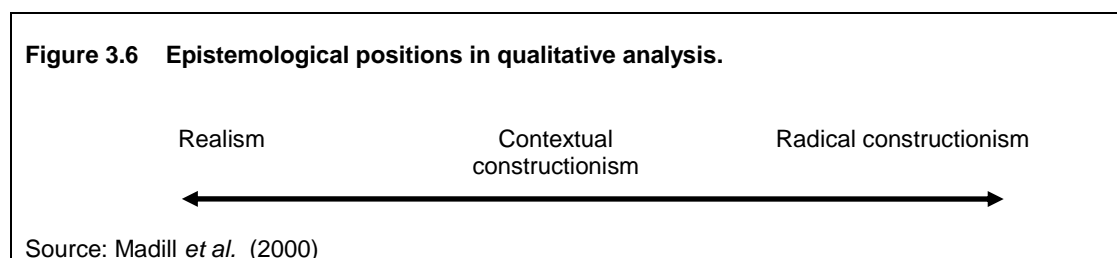 Figure 3.6 Epistemological positions in qualitative analysis.
Realism Contextual constructionism Radical constructionism
Source: Madill et al. (2000)